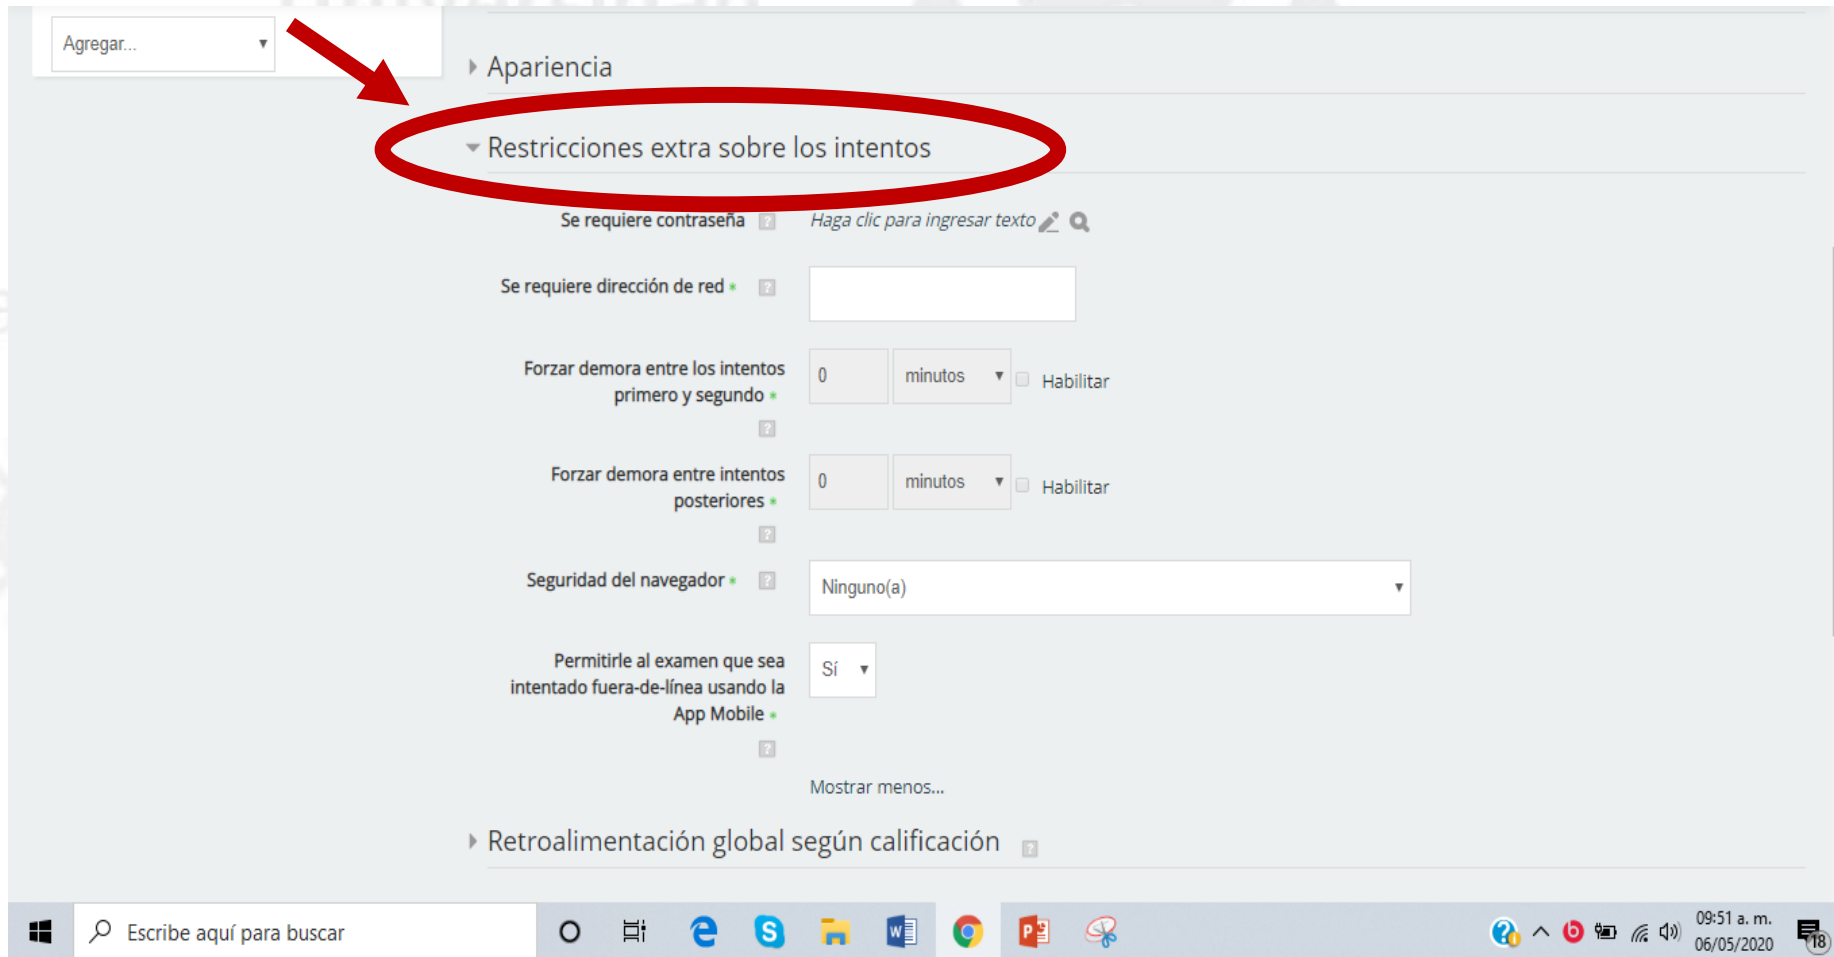 Agregar...
Apariencia
Restricciones extra sobre los intentos
Se requiere contraseña ? Haga clic para ingresar texto
Se requiere dirección de red * ?
Forzar demora entre los intentos
primero y segundo *
0 minutos Habilitar
?
Forzar demora entre intentos
posteriores *
0 minutos Habilitar
?
Seguridad del navegador * ? Ninguno(a)
Permitirle al examen que sea
intentado fuera-de-línea usando la
App Mobile *
Sí
?
Mostrar menos...
Retroalimentación global según calificación ?
Escribe aquí para buscar
09:51 a. m.
06/05/2020
18